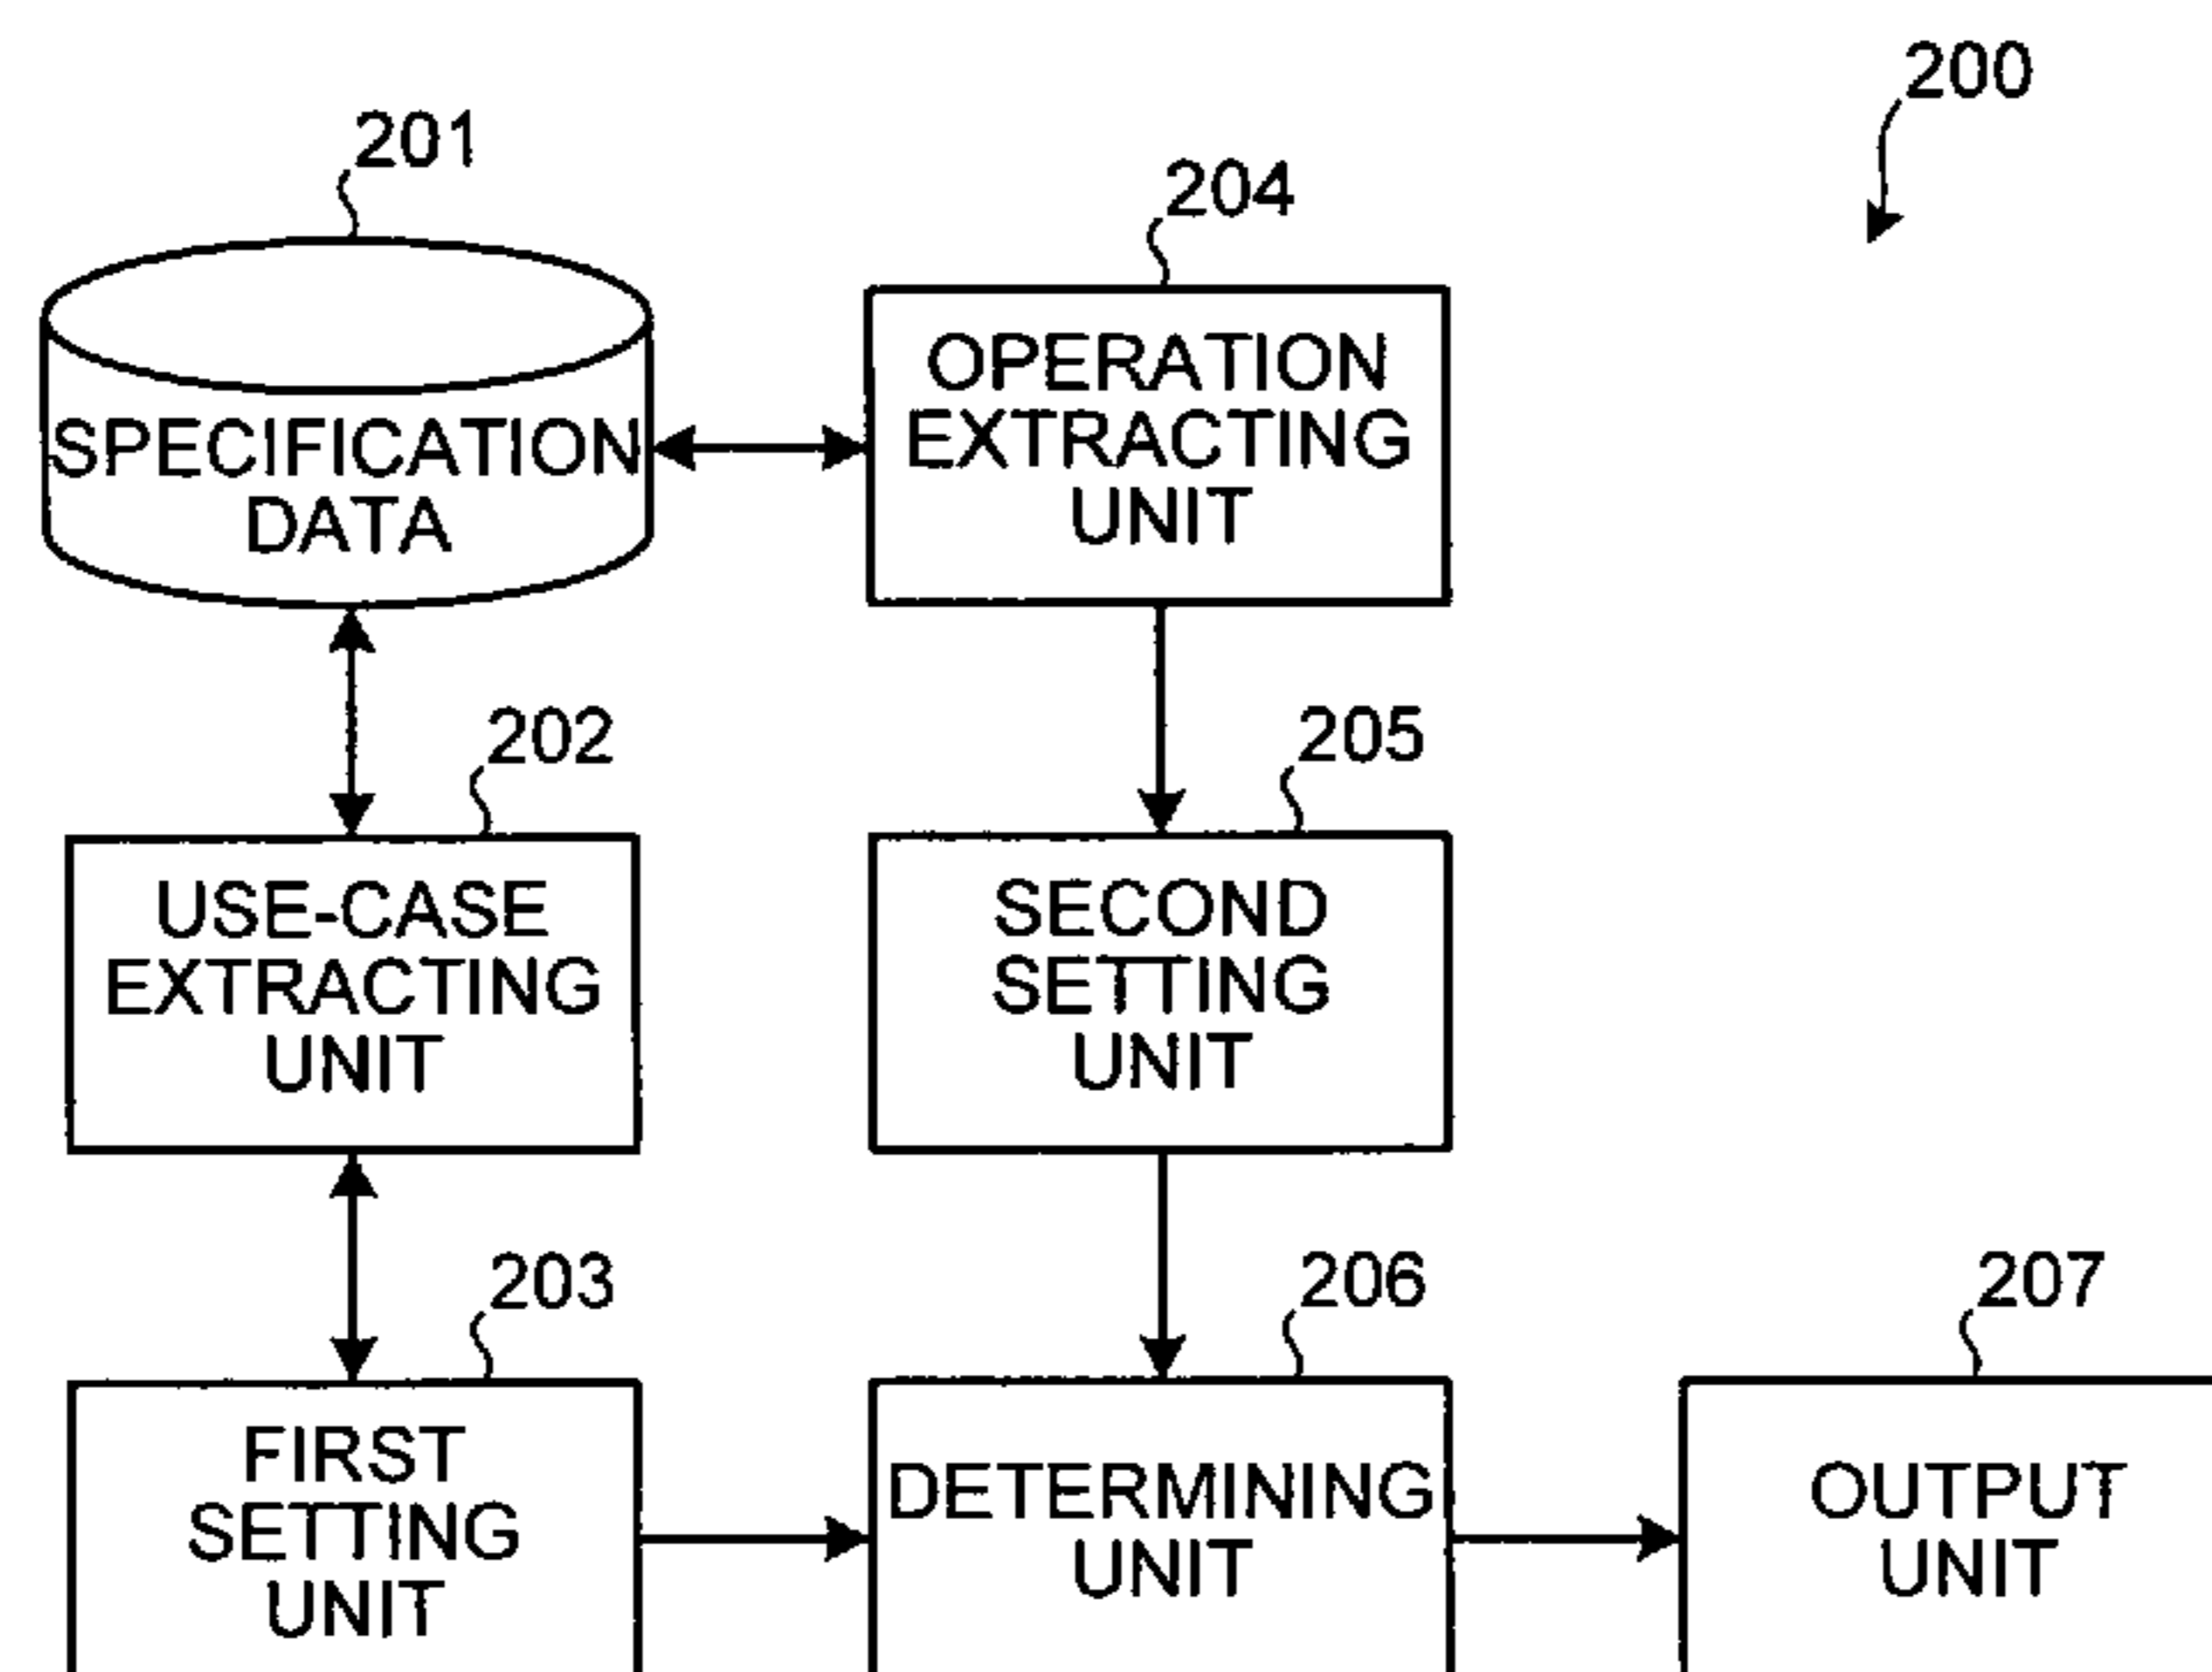 200
201
204
SPECIFICATION
DATA
OPERATION
EXTRACTING
UNIT
202
205
USE-CASE
EXTRACTING
UNIT
SECOND
SETTING
UNIT
203
206
207
FIRST
SETTING
UNIT
DETERMINING
UNIT
OUTPUT
UNIT